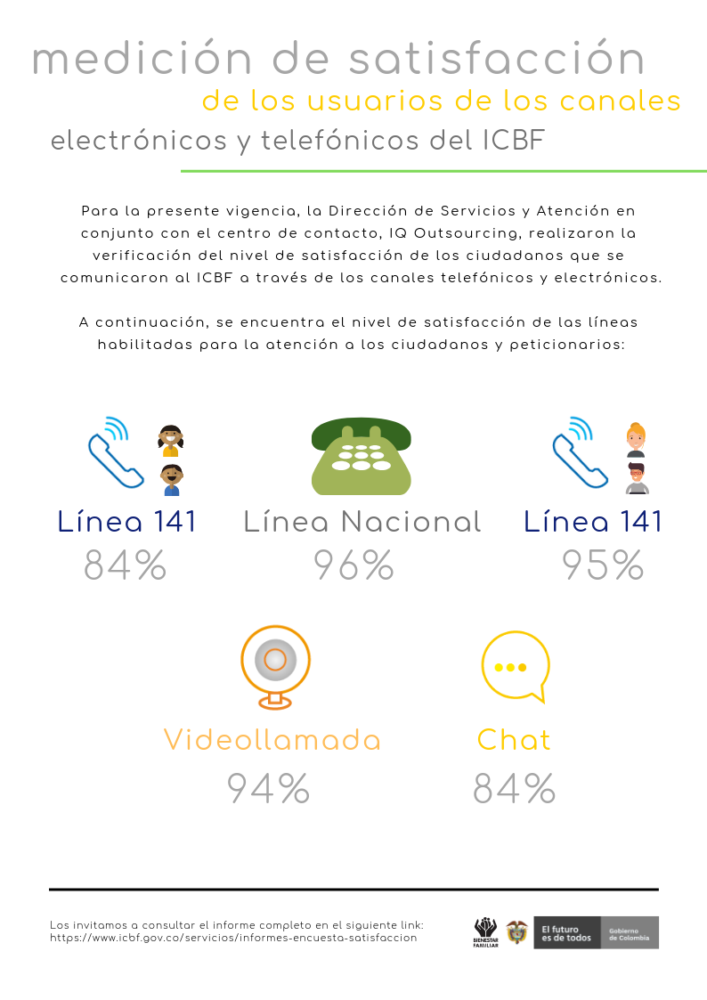 medición de satisfacción
de los usuarios de los canales
electrónicos y telefónicos del ICBF
Para la presente vigencia, la Dirección de Servicios y Atención en
conjunto con el centro de contacto, IQ Outsourcing, realizaron la
verificación del nivel de satisfacción de los ciudadanos que se
comunicaron al ICBF a través de los canales telefónicos y electrónicos.
A continuación, se encuentra el nivel de satisfacción de las líneas
habilitadas para la atención a los ciudadanos y peticionarios:
Línea 141
84%
Línea Nacional
96%
Línea 141
95%
Videollamada
94%
Chat
84%
Los invitamos a consultar el informe completo en el siguiente link:
https://www.icbf.gov.co/servicios/informes-encuesta-satisfaccion
BIENESTAR
FAMILIAR
El futuro
es de todos
Gobierno
de Colombia